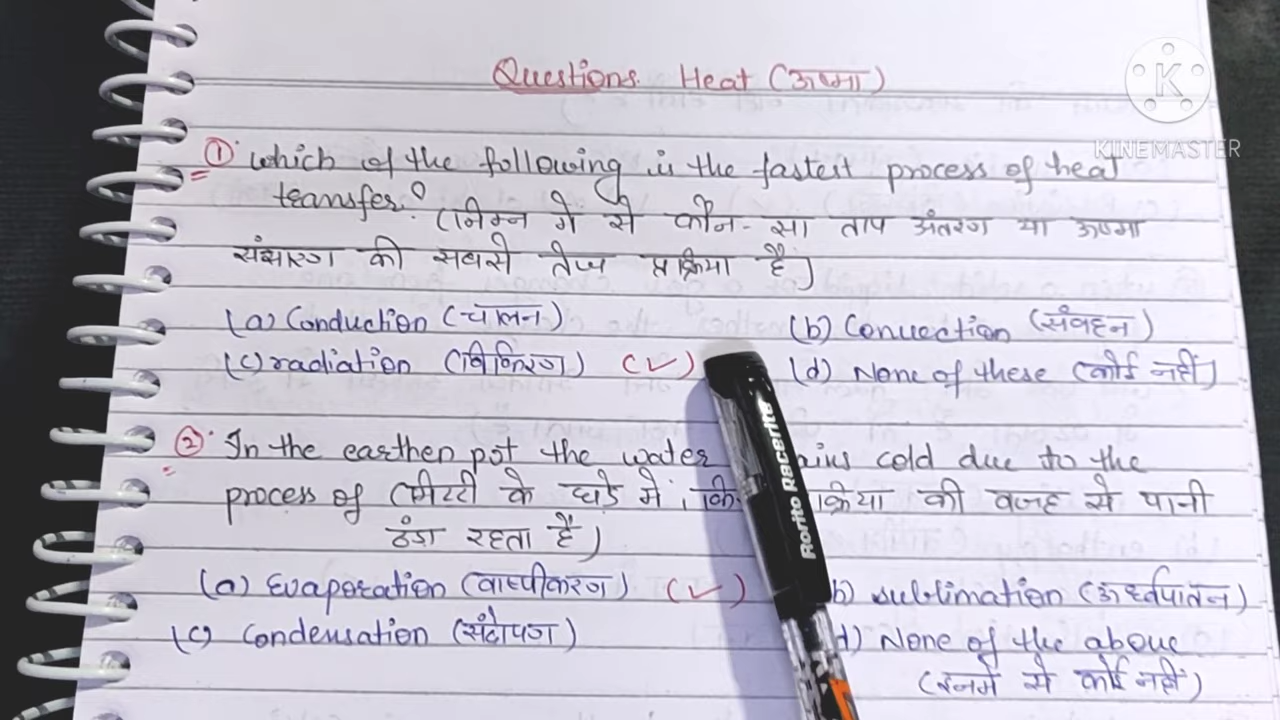 Questions Heat (ऊष्मा)
K
KINEMASTER
① which of the following is the fastest process of heat
transfer? (निम्न मे से कौन-सा ताप अंतरण या ऊष्मा
संचारण की सबसे तेज प्रक्रिया है)
(a) Conduction (चालन) (b) Convection (संवहन)
(c) radiation (विकिरण) (✓) (d) None of these (कोई नहीं)
② In the earthen pot the water ains cold due to the
process of (मिटटी के घड़े में, कि क्रिया की वजह से पानी
ठंडा रहता है)
(a) Evaporation (वाष्पीकरण) (✓) b) sublimation (ऊर्ध्वपातन)
(c) Condensation d) None of the above
(इनमे से कोई नहीं)
Rorito Racerite